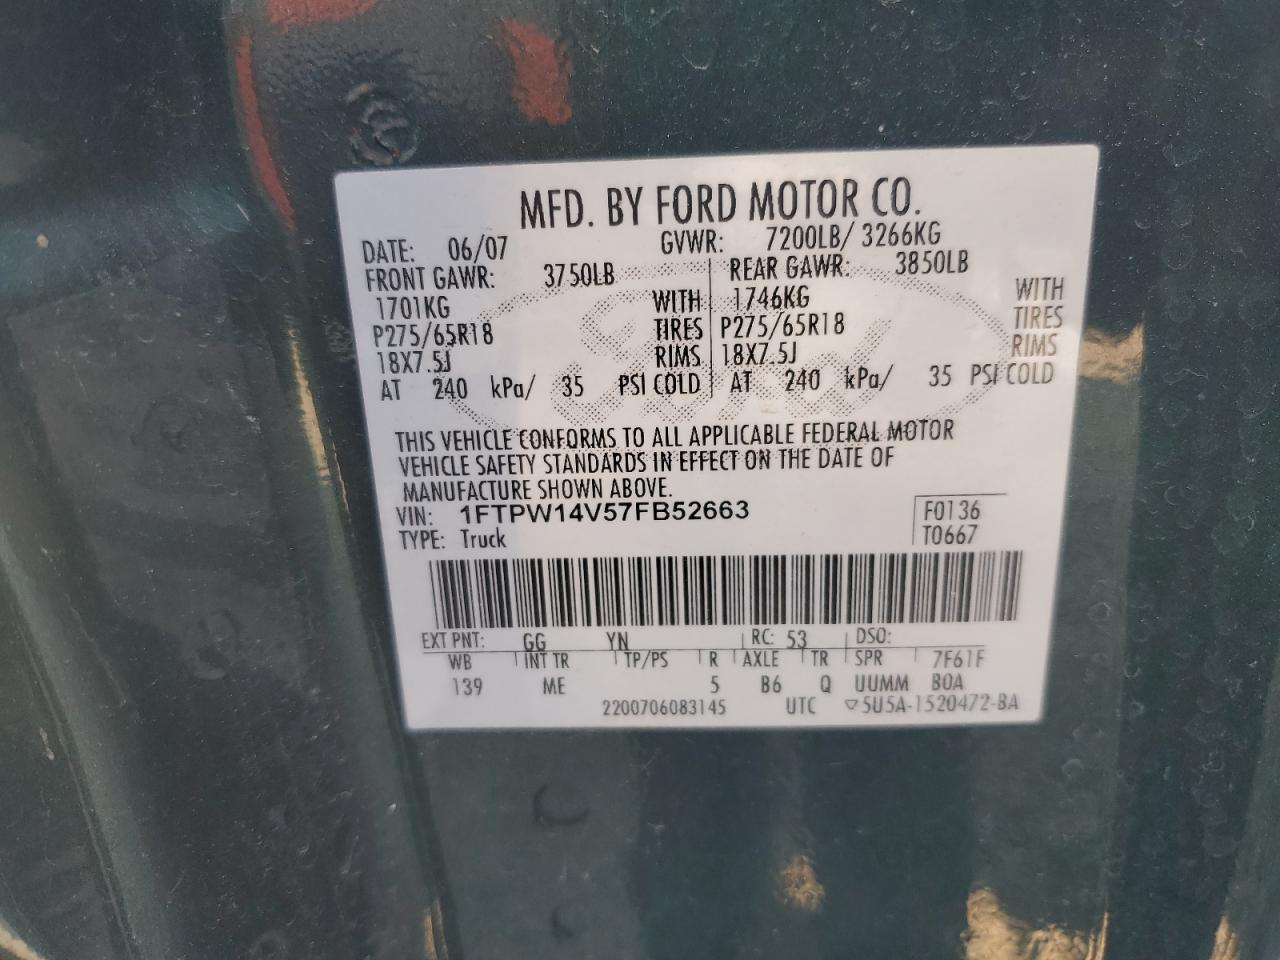 MFD. BY FORD MOTOR CO.
DATE: 06/07 GVWR: 7200LB/ 3266KG
FRONT GAWR: 3750LB REAR GAWR: 3850LB
1701KG WITH 1746KG WITH
P275/65R18 TIRES P275/65R18 TIRES
18X7.5J RIMS 18X7.5J RIMS
AT 240 kPa/ 35 PSI COLD AT 240 kPa/ 35 PSI COLD
THIS VEHICLE CONFORMS TO ALL APPLICABLE FEDERAL MOTOR
VEHICLE SAFETY STANDARDS IN EFFECT ON THE DATE OF
MANUFACTURE SHOWN ABOVE.
VIN: 1FTPW14V57FB52663 F0136
TYPE: Truck T0667
EXT PNT: GG YN RC: 53 DSO:
WB INT TR TP/PS R AXLE TR SPR 7F61F
139 ME 5 B6 Q UUMM BOA
2200706083145 UTC ▽5U5A-1520472-BA